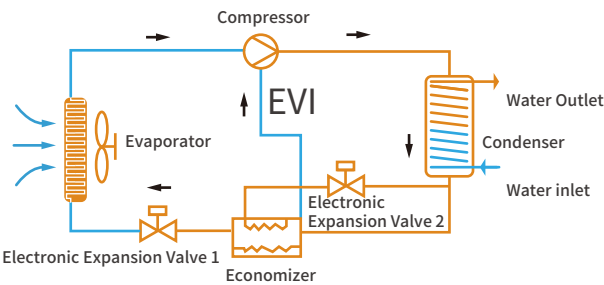 Compressor
EVI
Water Outlet
Evaporator
Condenser
Water inlet
Electronic
Expansion Valve 2
Electronic Expansion Valve 1
Economizer